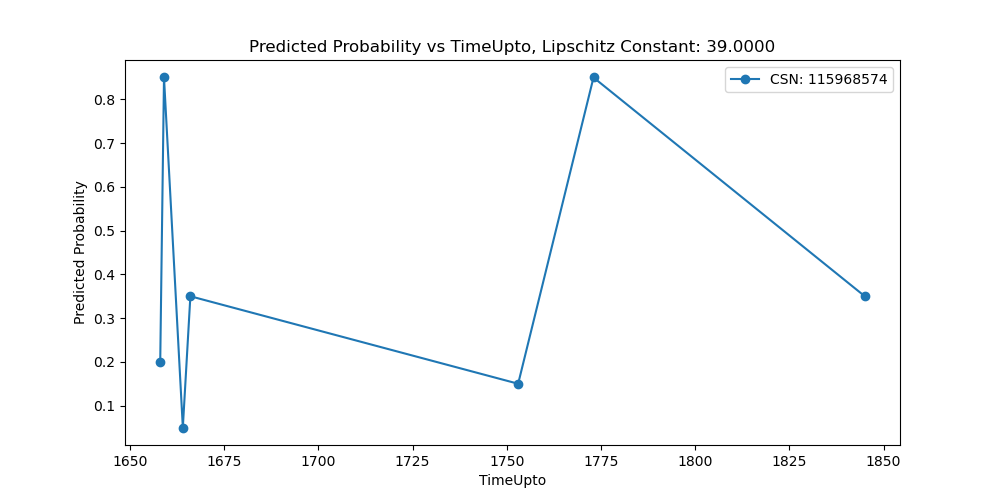 Predicted Probability vs TimeUpto, Lipschitz Constant: 39.0000
CSN: 115968574
Predicted Probability
0.8
0.7
0.6
0.5
0.4
0.3
0.2
0.1
1650 1675 1700 1725 1750 1775 1800 1825 1850
TimeUpto